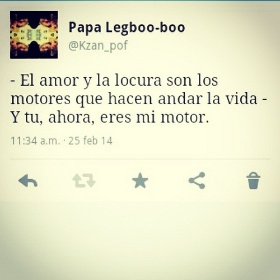 Papa Legboo-boo
@Kzan_pof
- El amor y la locura son los
motores que hacen andar la vida -
Y tu, ahora, eres mi motor.
11:34 a.m. · 25 feb 14